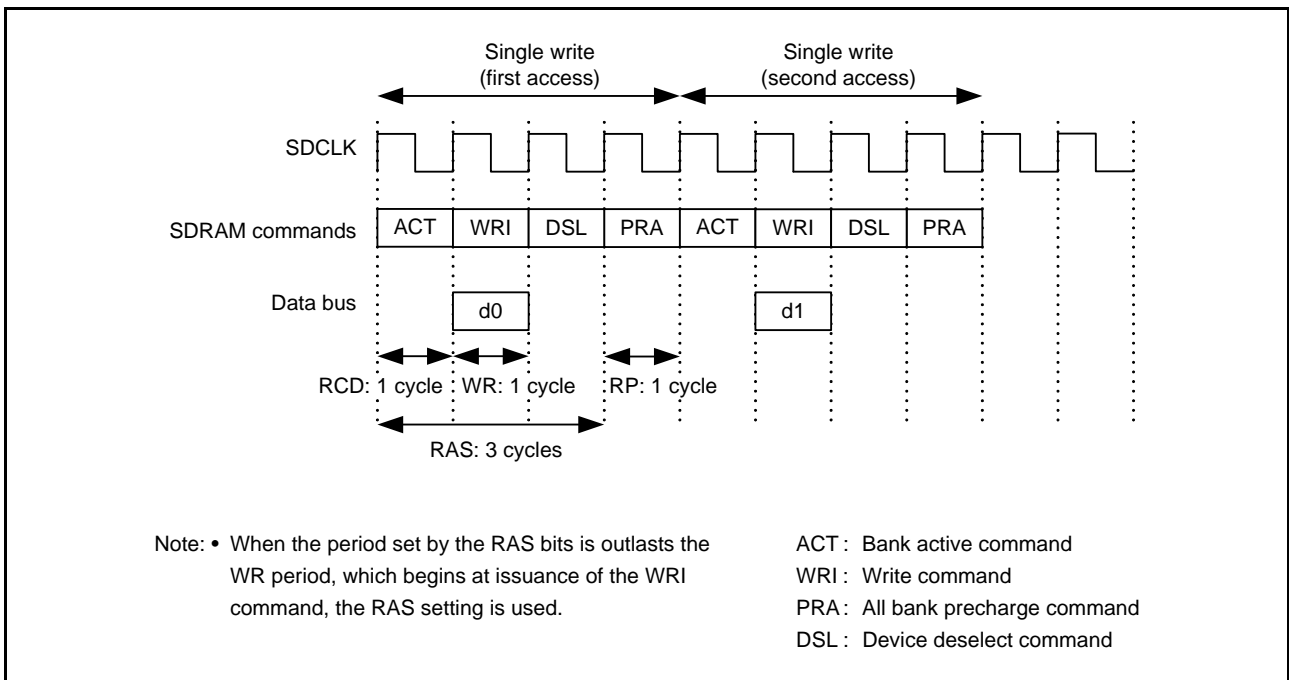 Single write
(first access)
Single write
(second access)
SDCLK
SDRAM commands
ACT WRI DSL PRA ACT WRI DSL PRA
Data bus
d0 d1
RCD: 1 cycle WR: 1 cycle RP: 1 cycle
RAS: 3 cycles
Note: • When the period set by the RAS bits is outlasts the
WR period, which begins at issuance of the WRI
command, the RAS setting is used.
ACT : Bank active command
WRI : Write command
PRA : All bank precharge command
DSL : Device deselect command